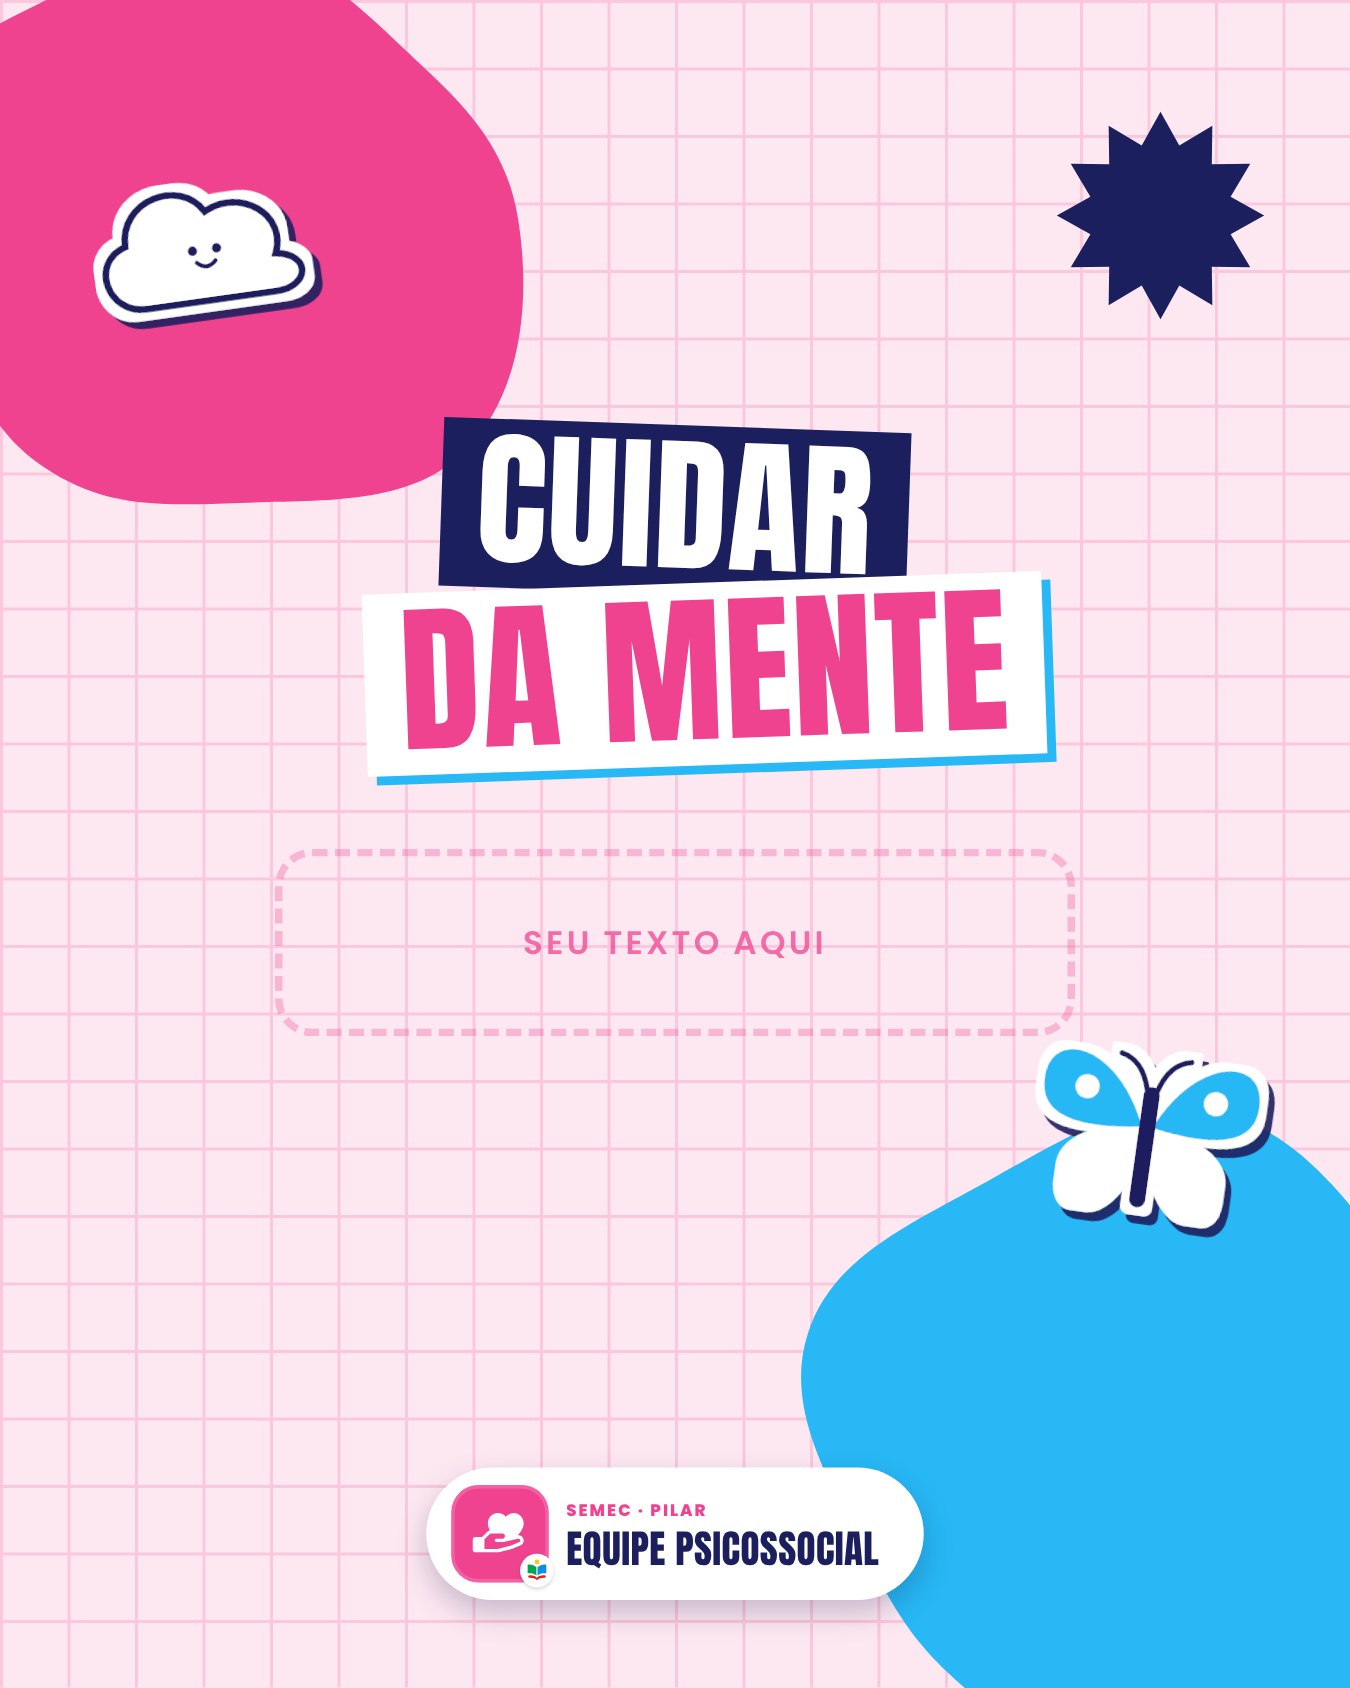 CUIDAR
DA MENTE
SEU TEXTO AQUI
SEMEC · PILAR
EQUIPE PSICOSSOCIAL